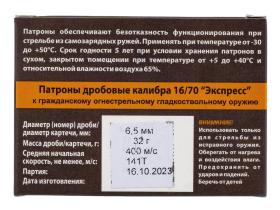 Патроны обеспечивают безотказность функционирования при
стрельбе из самозарядных ружей. Применять при температуре от -30
до +50°С. Срок годности 5 лет при условии хранения патронов в
сухом, закрытом помещении при температуре от +5 до +40°С и
относительной влажности воздуха 65%.
Патроны дробовые калибра 16/70 "Экспресс"
к гражданскому огнестрельному гладкоствольному оружию
Диаметр (номер) дроби/
диаметр картечи, мм: 6,5 мм
Масса дроби/картечи, г: 32 г
Средняя начальная
скорость, не менее, м/с: 400 м/с
Партия: 141Т
Дата изготовления: 16.10.2023
ВНИМАНИЕ!
Использовать только
для стрельбы из
исправного оружия.
Оберегать от нагрева
и воздействия влаги.
Предохранять от
ударов и падений.
Беречь от детей